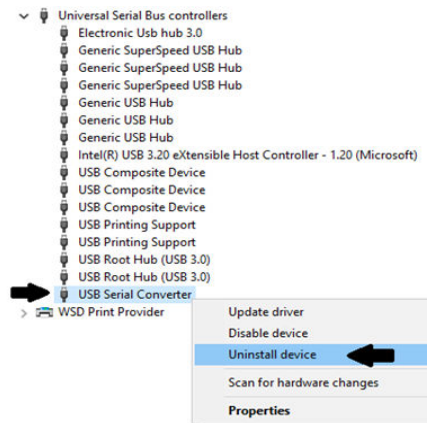 Universal Serial Bus controllers
Electronic Usb hub 3.0
Generic SuperSpeed USB Hub
Generic SuperSpeed USB Hub
Generic SuperSpeed USB Hub
Generic USB Hub
Generic USB Hub
Generic USB Hub
Intel(R) USB 3.20 eXtensible Host Controller - 1.20 (Microsoft)
USB Composite Device
USB Composite Device
USB Composite Device
USB Printing Support
USB Printing Support
USB Root Hub (USB 3.0)
USB Root Hub (USB 3.0)
USB Serial Converter
WSD Print Provider
Update driver
Disable device
Uninstall device
Scan for hardware changes
Properties